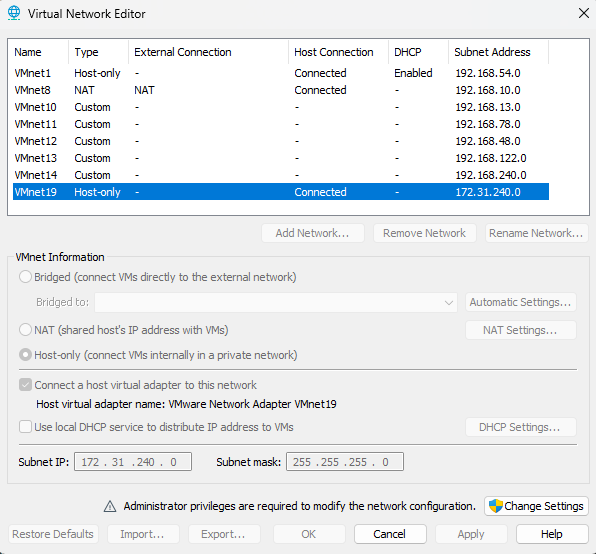 Virtual Network Editor
Name Type External Connection Host Connection DHCP Subnet Address
VMnet1 Host-only - Connected Enabled 192.168.54.0
VMnet8 NAT NAT Connected - 192.168.10.0
VMnet10 Custom - - - 192.168.13.0
VMnet11 Custom - - - 192.168.78.0
VMnet12 Custom - - - 192.168.48.0
VMnet13 Custom - - - 192.168.122.0
VMnet14 Custom - - - 192.168.240.0
VMnet19 Host-only - Connected - 172.31.240.0
Add Network... Remove Network Rename Network...
VMnet Information
Bridged (connect VMs directly to the external network)
Bridged to: Automatic Settings...
NAT (shared host's IP address with VMs) NAT Settings...
Host-only (connect VMs internally in a private network)
Connect a host virtual adapter to this network
Host virtual adapter name: VMware Network Adapter VMnet19
Use local DHCP service to distribute IP address to VMs DHCP Settings...
Subnet IP: 172 . 31 . 240 . 0 Subnet mask: 255 . 255 . 255 . 0
Administrator privileges are required to modify the network configuration. Change Settings
Restore Defaults Import... Export... OK Cancel Apply Help